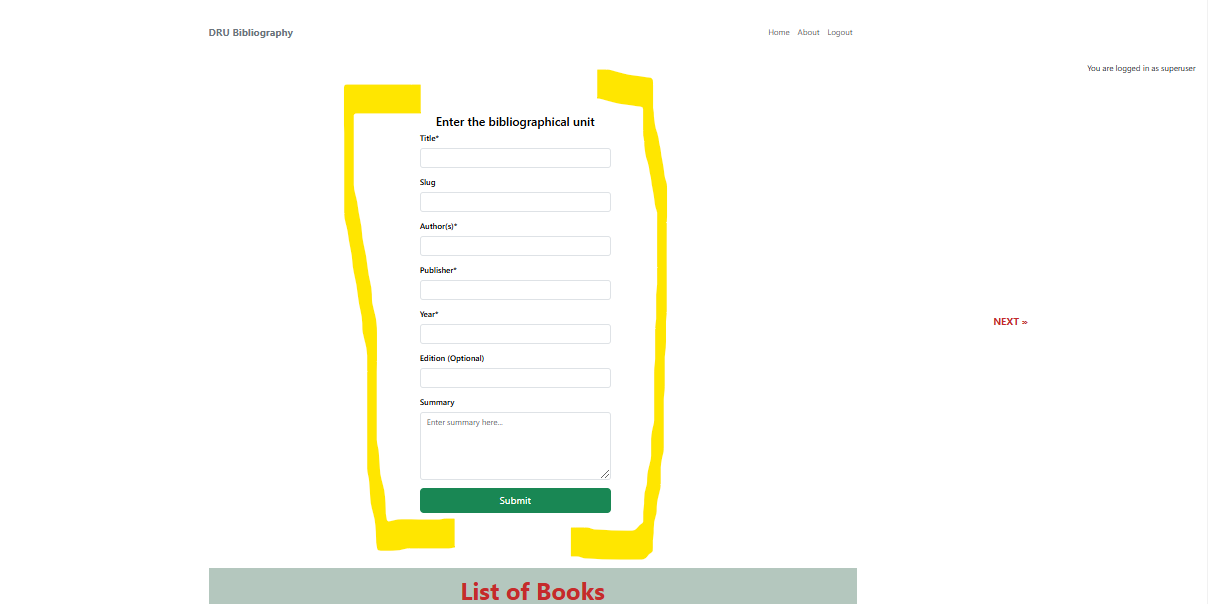 DRU Bibliography
Home About Logout
You are logged in as superuser
Enter the bibliographical unit
Title*
Slug
Author(s)*
Publisher*
Year*
NEXT »
Edition (Optional)
Summary
Enter summary here...
Submit
List of Books